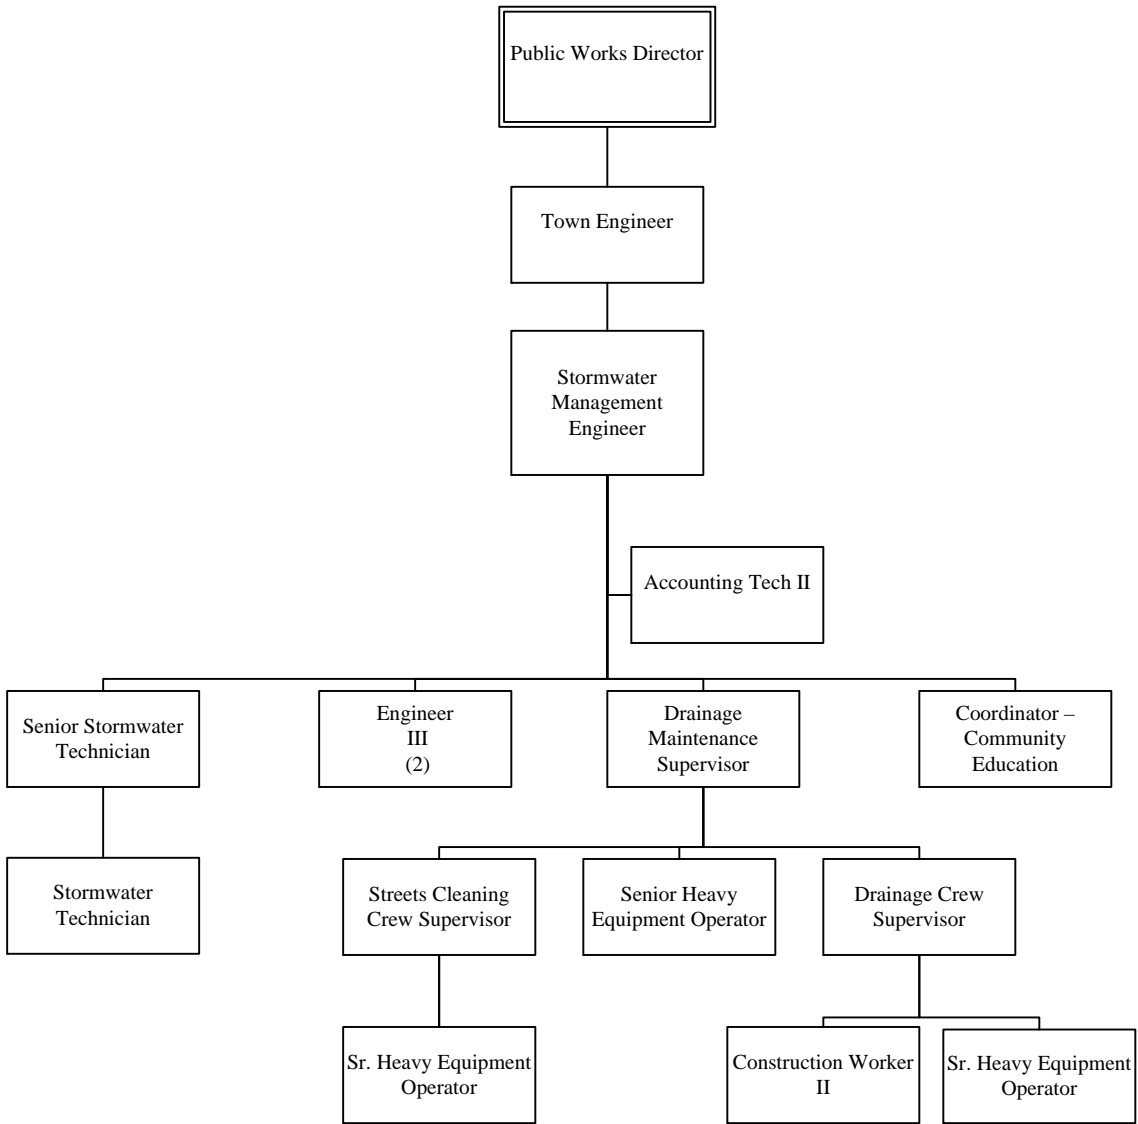 Public Works Director
Town Engineer
Stormwater
Management
Engineer
Accounting Tech II
Senior Stormwater
Technician
Engineer
III
(2)
Drainage
Maintenance
Supervisor
Coordinator –
Community
Education
Stormwater
Technician
Streets Cleaning
Crew Supervisor
Senior Heavy
Equipment Operator
Drainage Crew
Supervisor
Sr. Heavy Equipment
Operator
Construction Worker
II
Sr. Heavy Equipment
Operator